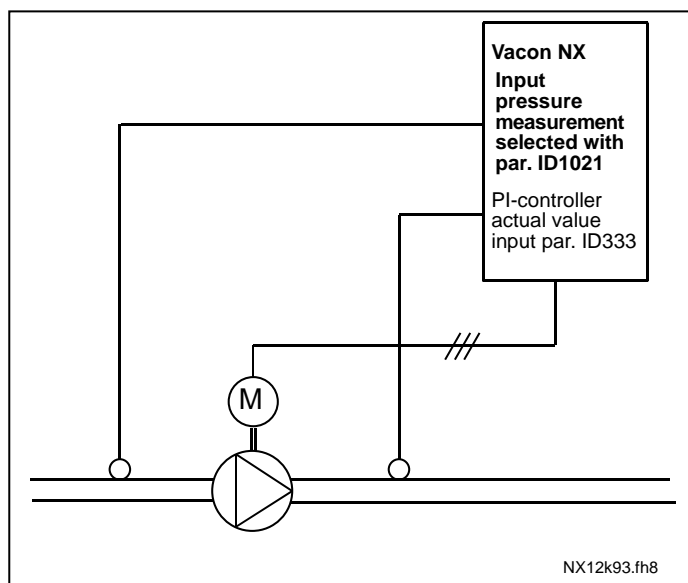 Vacon NX
Input
pressure
measurement
selected with
par. ID1021
PI-controller
actual value
input par. ID333
M
NX12k93.fh8